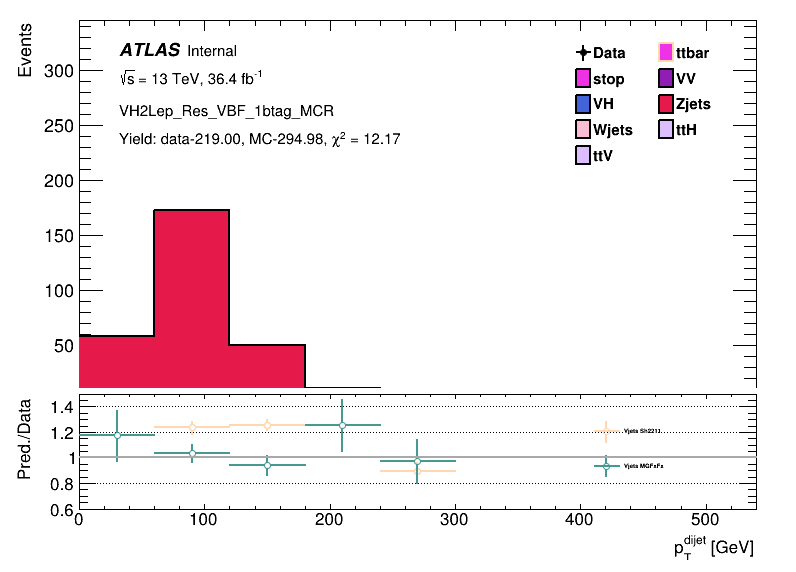 Events
ATLAS Internal
√s = 13 TeV, 36.4 fb⁻¹
VH2Lep_Res_VBF_1btag_MCR
Yield: data-219.00, MC-294.98, χ² = 12.17
Data
ttbar
stop
VV
VH
Zjets
Wjets
ttH
ttV
300
250
200
150
100
50
Pred./Data
1.4
1.2
1
0.8
0.6
Vjets Sh2211
Vjets MGFxFx
0 100 200 300 400 500
p_T^dijet [GeV]